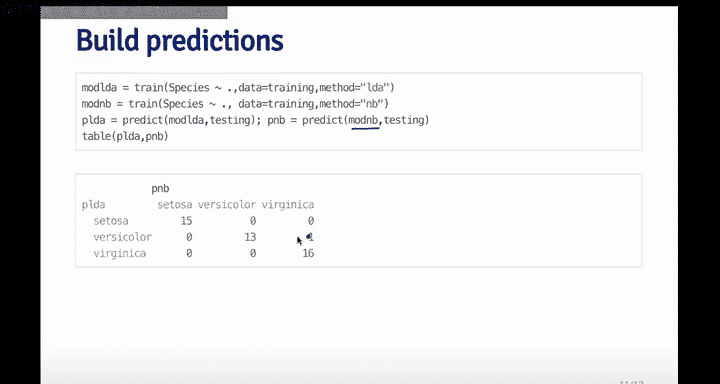 Build predictions
modlda = train(Species ~ .,data=training,method="lda")
modnb = train(Species ~ ., data=training,method="nb")
plda = predict(modlda,testing); pnb = predict(modnb,testing)
table(plda,pnb)
pnb
plda setosa versicolor virginica
setosa 15 0 0
versicolor 0 13 1
virginica 0 0 16